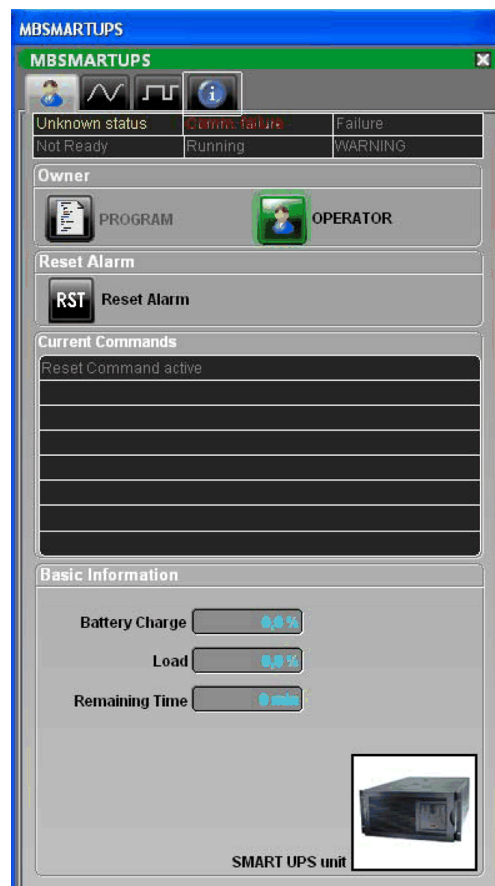 MBSMARTUPS
MBSMARTUPS
Unknown status Comm. failure Failure
Not Ready Running WARNING
Owner
PROGRAM OPERATOR
Reset Alarm
RST Reset Alarm
Current Commands
Reset Command active
Basic Information
Battery Charge 0,0 %
Load 0,0 %
Remaining Time 0 min
SMART UPS unit